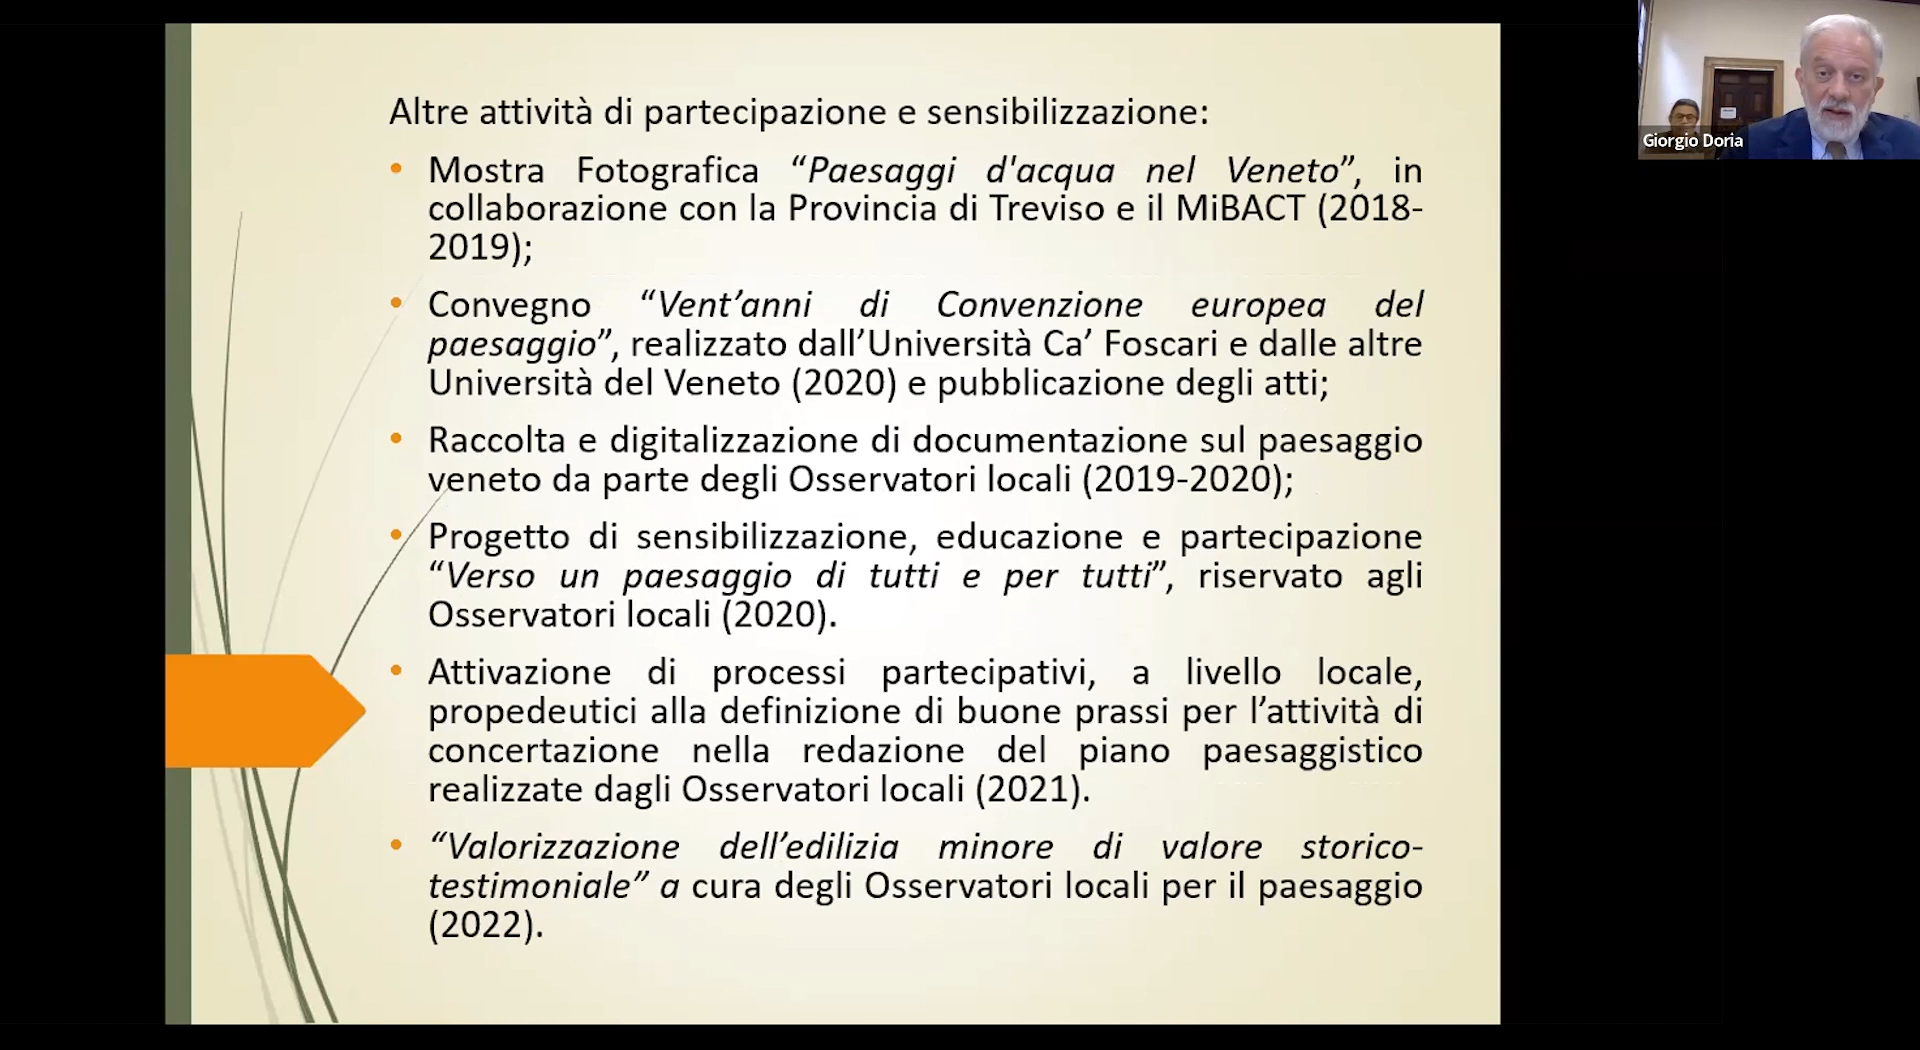 Altre attività di partecipazione e sensibilizzazione:
• Mostra Fotografica “Paesaggi d'acqua nel Veneto”, in
collaborazione con la Provincia di Treviso e il MiBACT (2018-
2019);
• Convegno “Vent’anni di Convenzione europea del
paesaggio”, realizzato dall’Università Ca’ Foscari e dalle altre
Università del Veneto (2020) e pubblicazione degli atti;
• Raccolta e digitalizzazione di documentazione sul paesaggio
veneto da parte degli Osservatori locali (2019-2020);
• Progetto di sensibilizzazione, educazione e partecipazione
“Verso un paesaggio di tutti e per tutti”, riservato agli
Osservatori locali (2020).
• Attivazione di processi partecipativi, a livello locale,
propedeutici alla definizione di buone prassi per l’attività di
concertazione nella redazione del piano paesaggistico
realizzate dagli Osservatori locali (2021).
• “Valorizzazione dell’edilizia minore di valore storico-
testimoniale” a cura degli Osservatori locali per il paesaggio
(2022).
Giorgio Doria